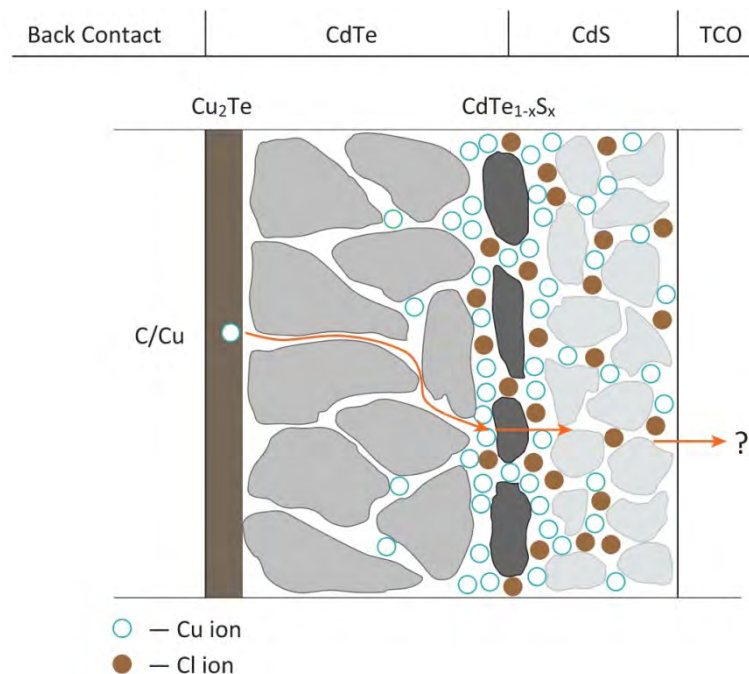 Back Contact CdTe CdS TCO
Cu₂Te CdTe₁₋ₓSₓ
C/Cu
?
— Cu ion
— Cl ion